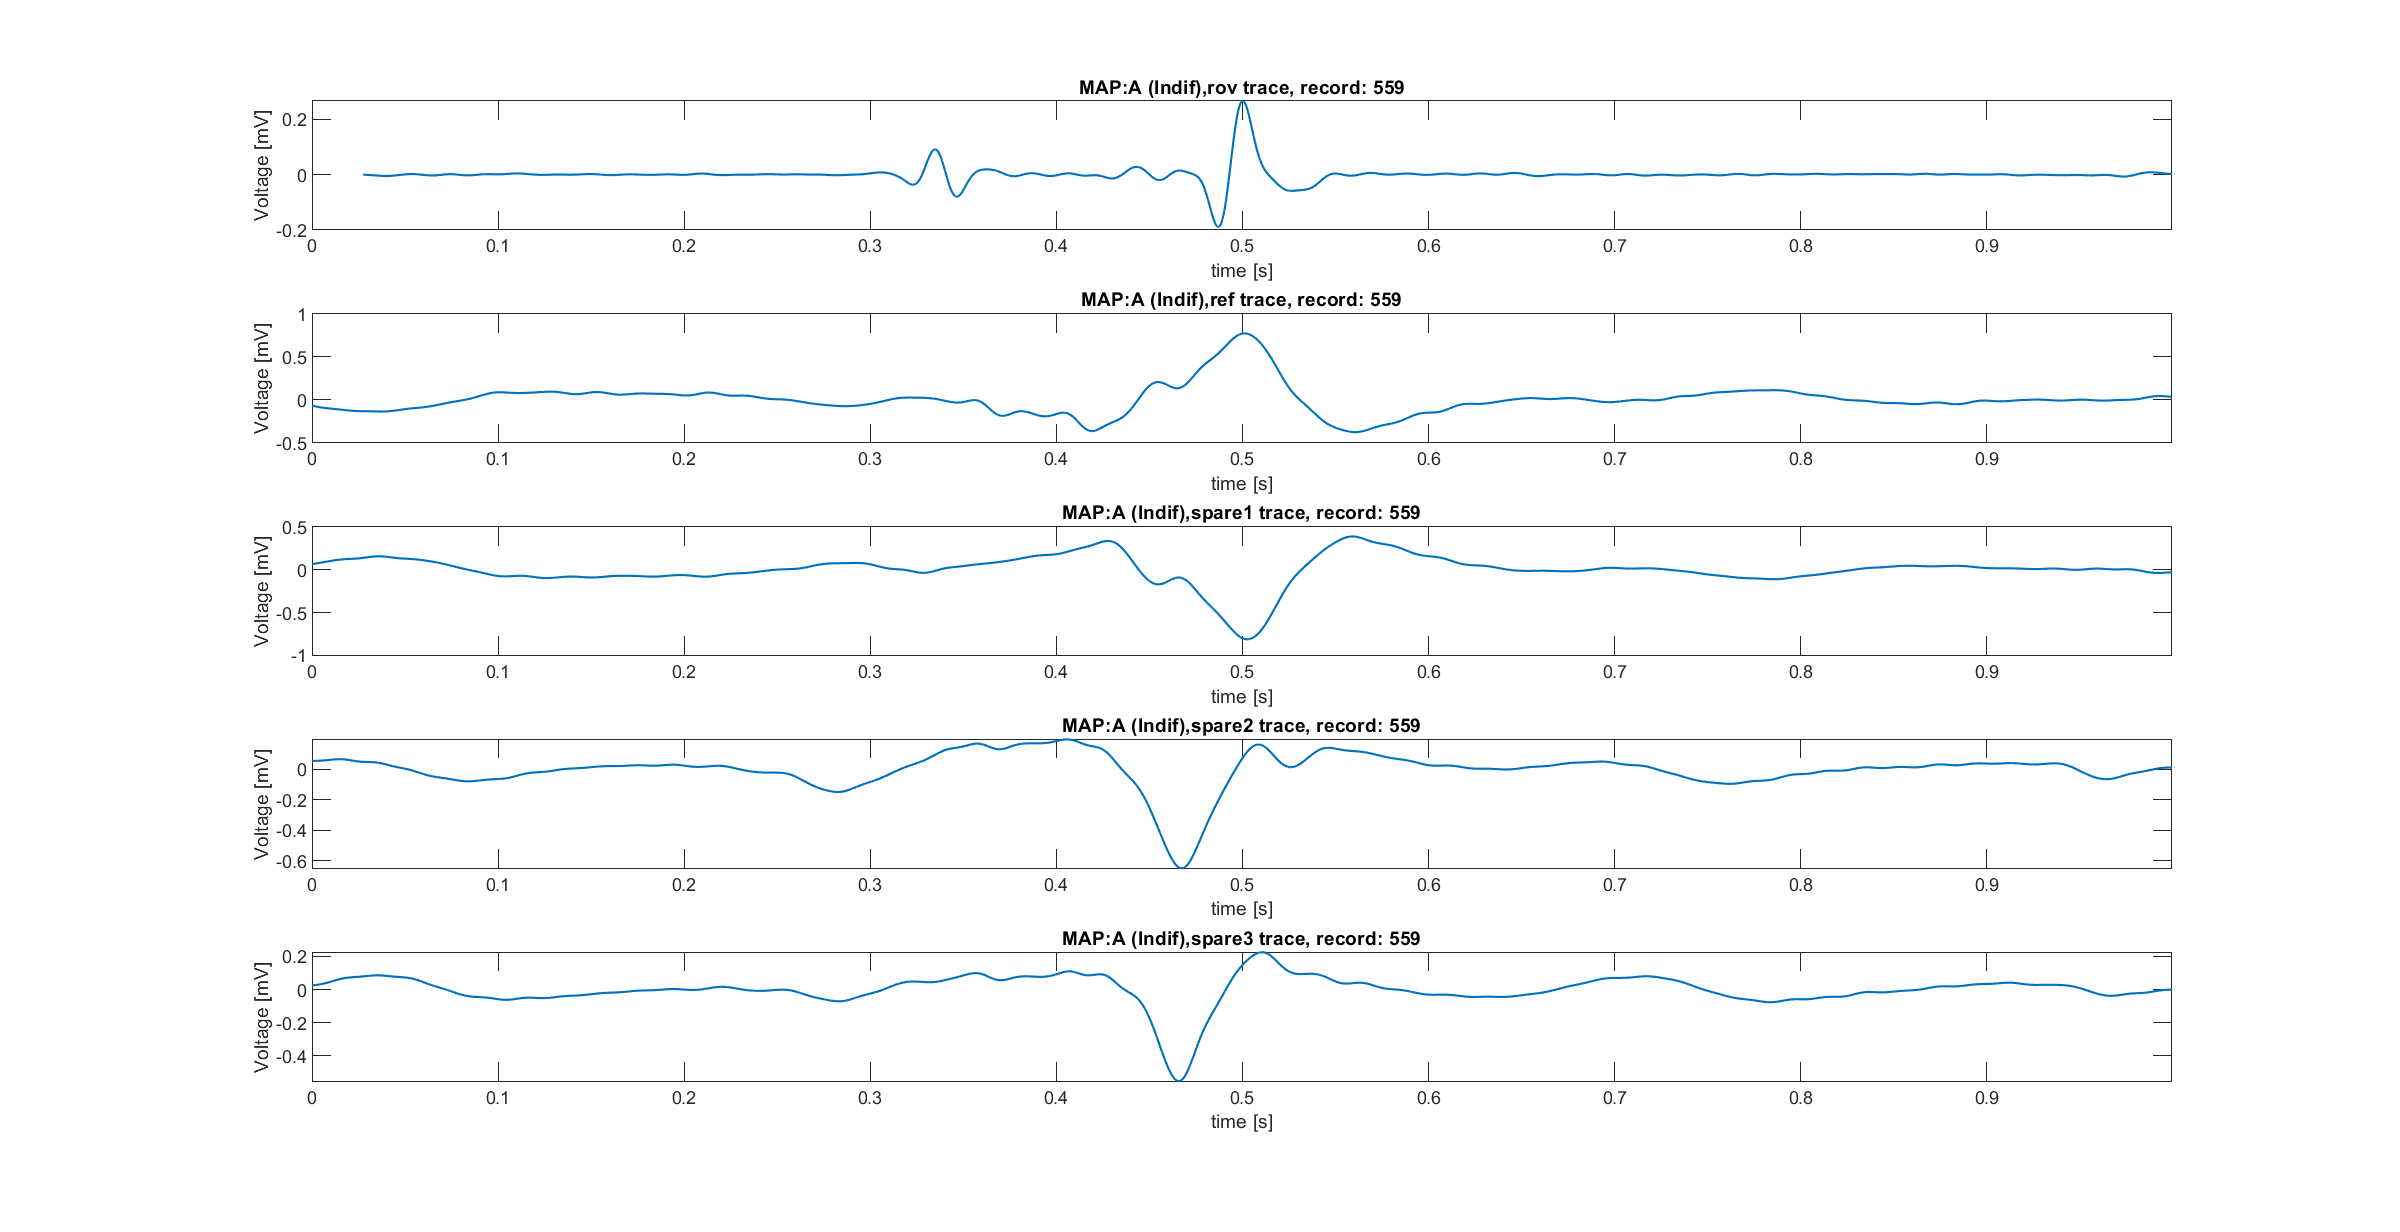 MAP:A (Indif),rov trace, record: 559
Voltage [mV]
0.2
0
-0.2
0 0.1 0.2 0.3 0.4 0.5 0.6 0.7 0.8 0.9
time [s]
MAP:A (Indif),ref trace, record: 559
Voltage [mV]
1
0.5
0
-0.5
0 0.1 0.2 0.3 0.4 0.5 0.6 0.7 0.8 0.9
time [s]
MAP:A (Indif),spare1 trace, record: 559
Voltage [mV]
0.5
0
-0.5
-1
0 0.1 0.2 0.3 0.4 0.5 0.6 0.7 0.8 0.9
time [s]
MAP:A (Indif),spare2 trace, record: 559
Voltage [mV]
0
-0.2
-0.4
-0.6
0 0.1 0.2 0.3 0.4 0.5 0.6 0.7 0.8 0.9
time [s]
MAP:A (Indif),spare3 trace, record: 559
Voltage [mV]
0.2
0
-0.2
-0.4
0 0.1 0.2 0.3 0.4 0.5 0.6 0.7 0.8 0.9
time [s]